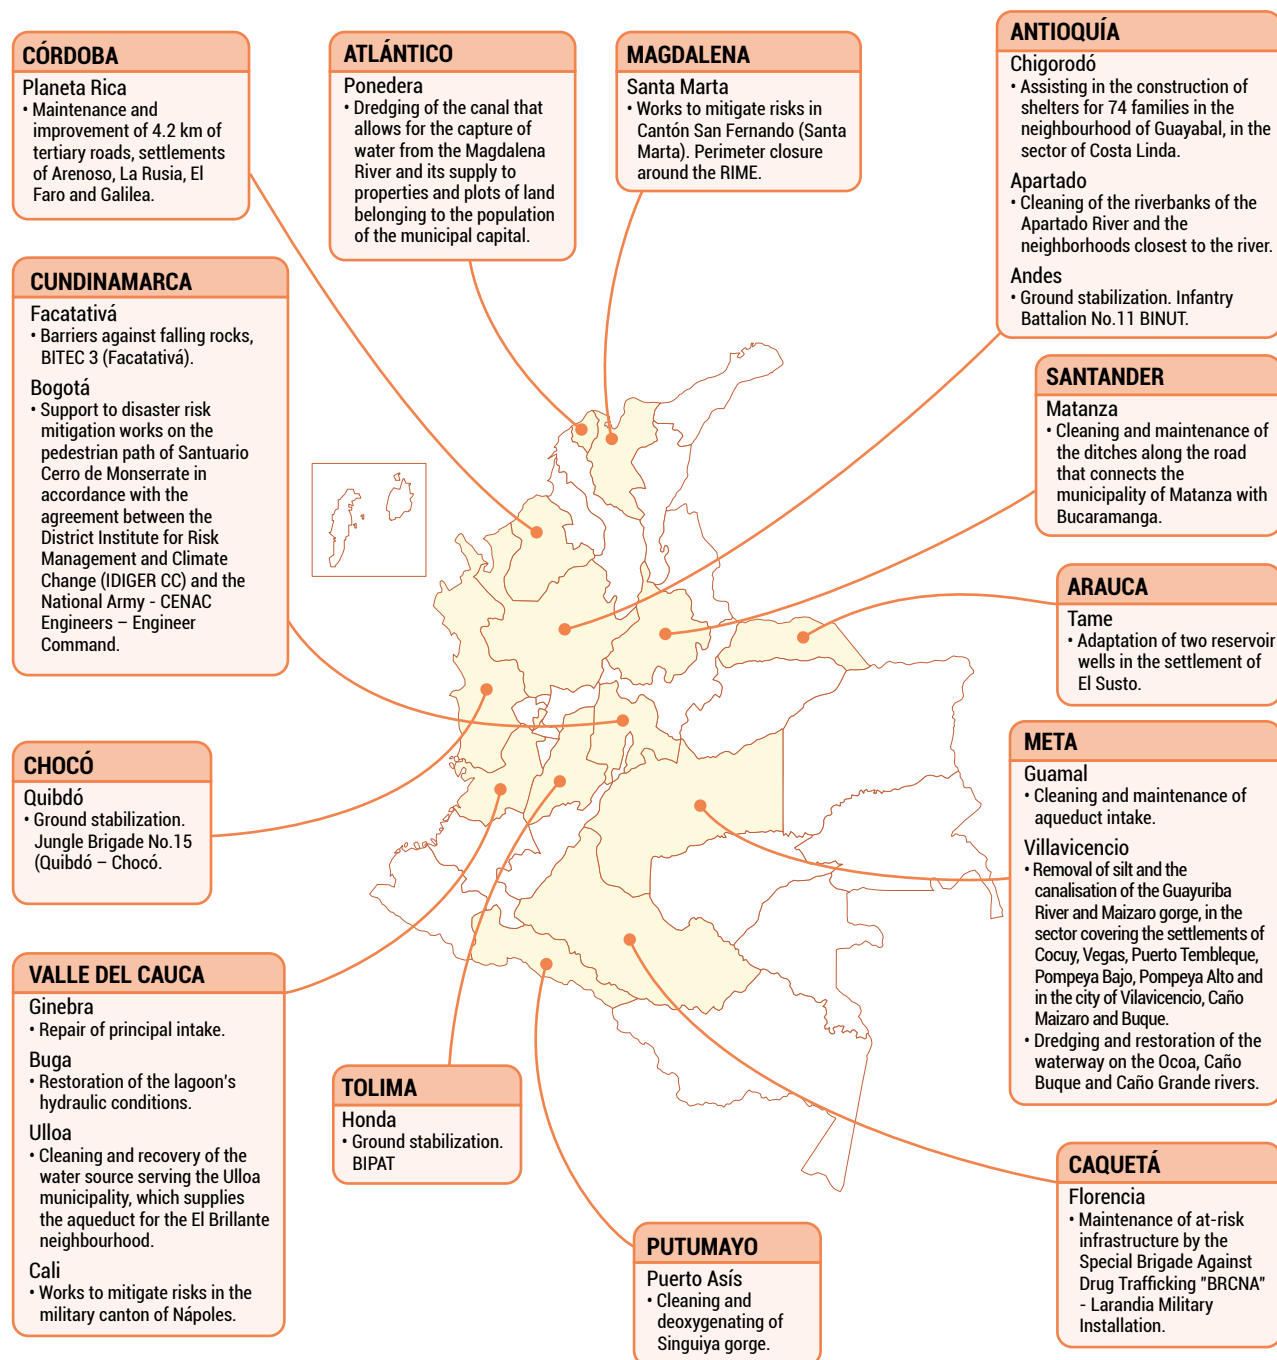 CÓRDOBA
Planeta Rica
• Maintenance and
improvement of 4.2 km of
tertiary roads, settlements
of Arenoso, La Rusia, El
Faro and Galilea.
ATLÁNTICO
Ponedera
• Dredging of the canal that
allows for the capture of
water from the Magdalena
River and its supply to
properties and plots of land
belonging to the population
of the municipal capital.
MAGDALENA
Santa Marta
• Works to mitigate risks in
Cantón San Fernando (Santa
Marta). Perimeter closure
around the RIME.
ANTIOQUÍA
Chigorodó
• Assisting in the construction of
shelters for 74 families in the
neighbourhood of Guayabal, in the
sector of Costa Linda.
Apartado
• Cleaning of the riverbanks of the
Apartado River and the
neighborhoods closest to the river.
Andes
• Ground stabilization. Infantry
Battalion No.11 BINUT.
CUNDINAMARCA
Facatativá
• Barriers against falling rocks,
BITEC 3 (Facatativá).
Bogotá
• Support to disaster risk
mitigation works on the
pedestrian path of Santuario
Cerro de Monserrate in
accordance with the
agreement between the
District Institute for Risk
Management and Climate
Change (IDIGER CC) and the
National Army - CENAC
Engineers – Engineer
Command.
SANTANDER
Matanza
• Cleaning and maintenance of
the ditches along the road
that connects the
municipality of Matanza with
Bucaramanga.
ARAUCA
Tame
• Adaptation of two reservoir
wells in the settlement of
El Susto.
CHOCÓ
Quibdó
• Ground stabilization.
Jungle Brigade No.15
(Quibdó – Chocó.
META
Guamal
• Cleaning and maintenance of
aqueduct intake.
Villavicencio
• Removal of silt and the
canalisation of the Guayuriba
River and Maizaro gorge, in the
sector covering the settlements of
Cocuy, Vegas, Puerto Tembleque,
Pompeya Bajo, Pompeya Alto and
in the city of Vilavicencio, Caño
Maizaro and Buque.
• Dredging and restoration of the
waterway on the Ocoa, Caño
Buque and Caño Grande rivers.
VALLE DEL CAUCA
Ginebra
• Repair of principal intake.
Buga
• Restoration of the lagoon's
hydraulic conditions.
Ulloa
• Cleaning and recovery of the
water source serving the Ulloa
municipality, which supplies
the aqueduct for the El Brillante
neighbourhood.
Cali
• Works to mitigate risks in the
military canton of Nápoles.
TOLIMA
Honda
• Ground stabilization.
BIPAT
PUTUMAYO
Puerto Asís
• Cleaning and
deoxygenating of
Singuiya gorge.
CAQUETÁ
Florencia
• Maintenance of at-risk
infrastructure by the
Special Brigade Against
Drug Trafficking "BRCNA"
- Larandia Military
Installation.